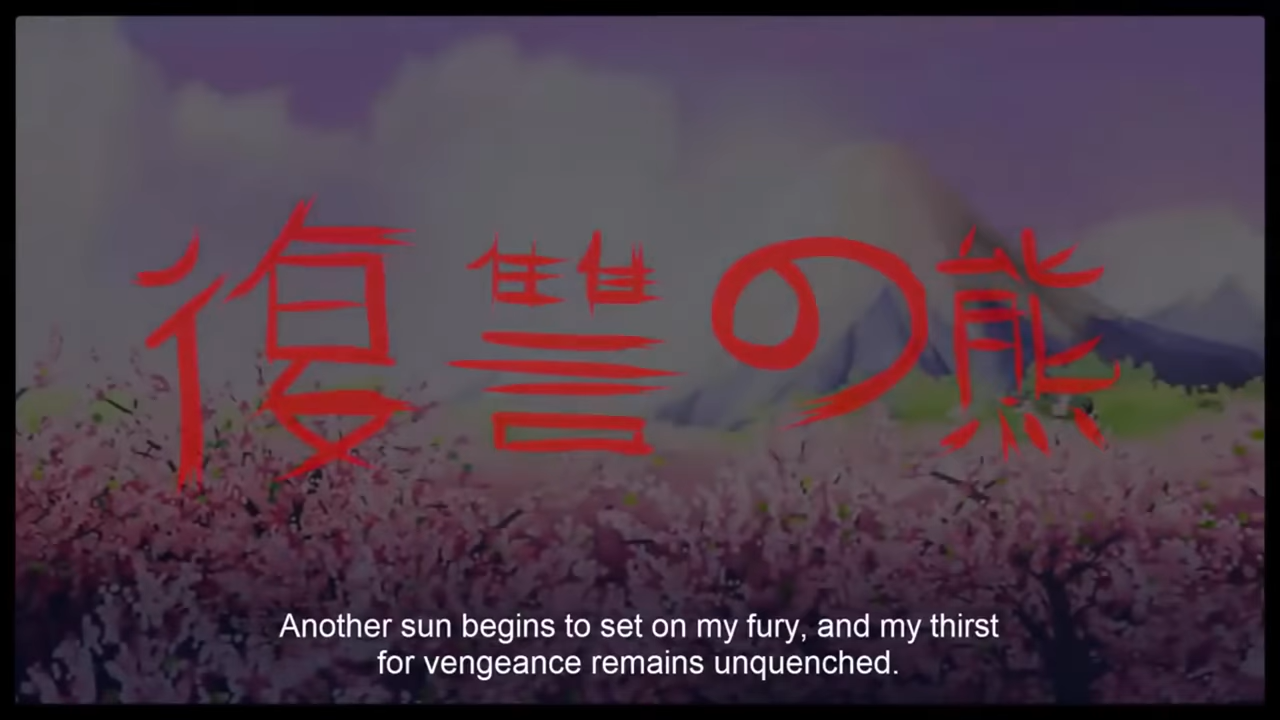 復讐の熊
Another sun begins to set on my fury, and my thirst
for vengeance remains unquenched.